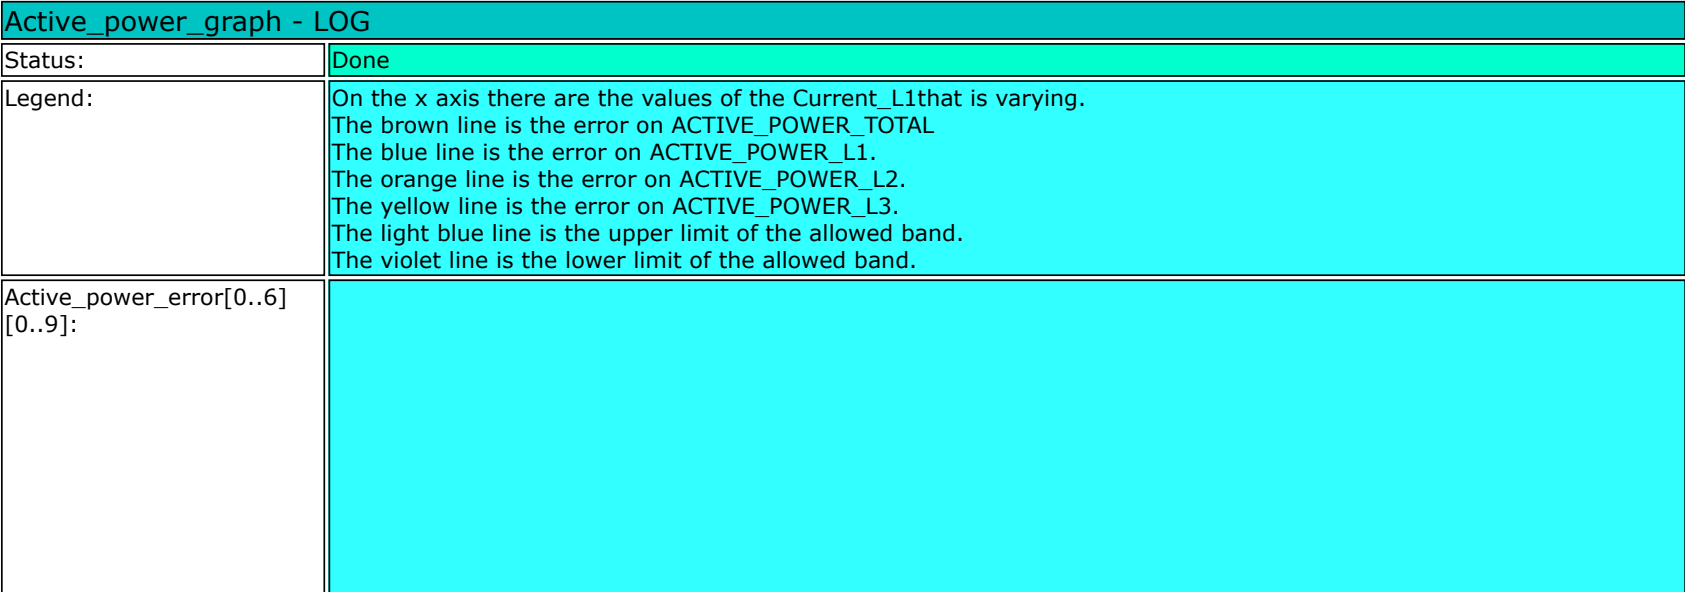 Active_power_graph - LOG
Status:
Done
Legend:
On the x axis there are the values of the Current_L1that is varying.
The brown line is the error on ACTIVE_POWER_TOTAL
The blue line is the error on ACTIVE_POWER_L1.
The orange line is the error on ACTIVE_POWER_L2.
The yellow line is the error on ACTIVE_POWER_L3.
The light blue line is the upper limit of the allowed band.
The violet line is the lower limit of the allowed band.
Active_power_error[0..6]
[0..9]: